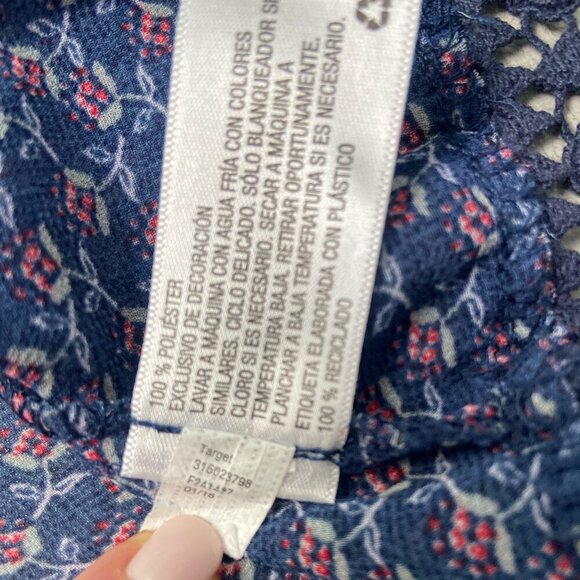 100 % POLIÉSTER
EXCLUSIVO DE DECORACIÓN
LAVAR A MÁQUINA CON AGUA FRÍA CON COLORES
SIMILARES. CICLO DELICADO. SÓLO BLANQUEADOR SIN
CLORO SI ES NECESARIO. SECAR A MÁQUINA A
TEMPERATURA BAJA. RETIRAR OPORTUNAMENTE.
PLANCHAR A BAJA TEMPERATURA SI ES NECESARIO.
ETIQUETA ELABORADA CON PLÁSTICO
100 % RECICLADO
Target
315023798
01/18